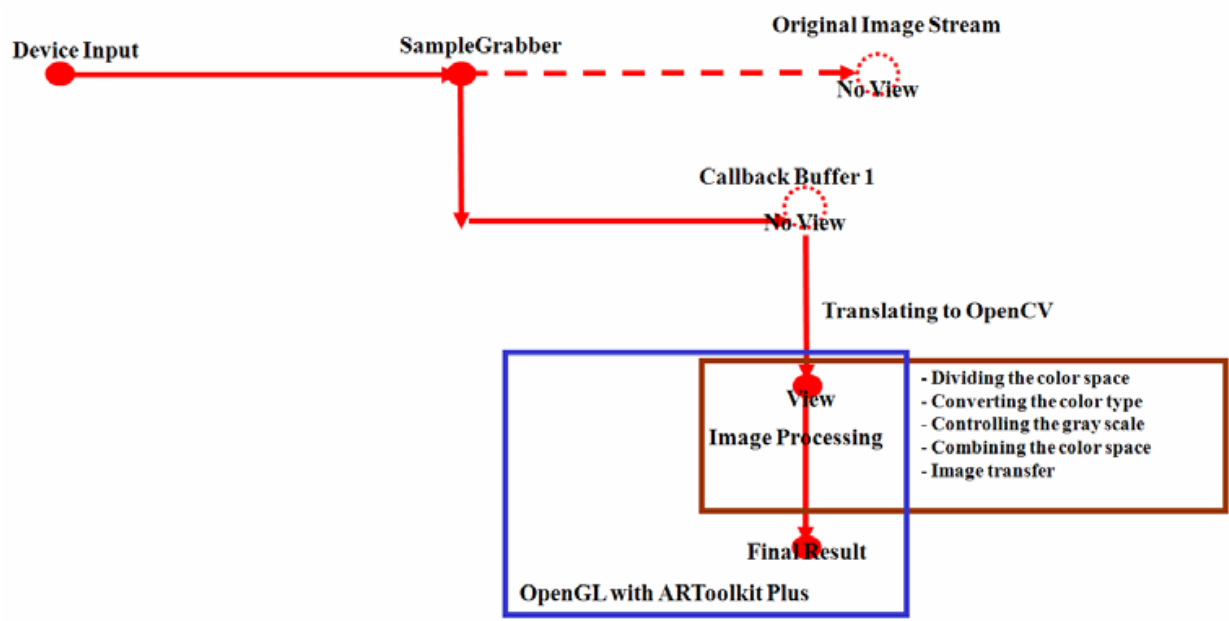 Device Input
SampleGrabber
Original Image Stream
No View
Callback Buffer 1
No View
Translating to OpenCV
View
Image Processing
- Dividing the color space
- Converting the color type
- Controlling the gray scale
- Combining the color space
- Image transfer
Final Result
OpenGL with ARToolkit Plus